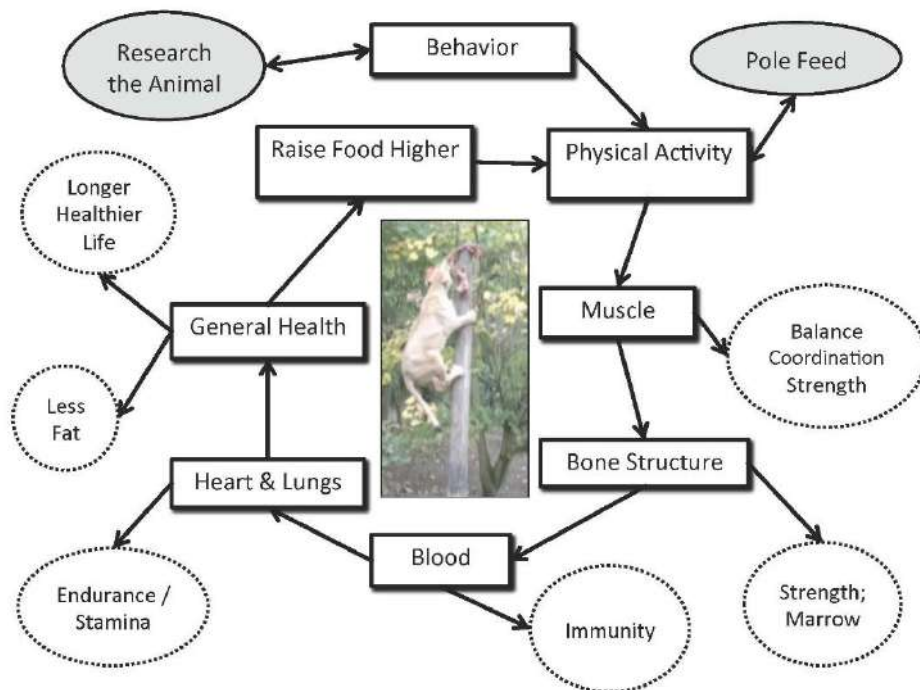 Research
the Animal
Behavior
Pole Feed
Raise Food Higher
Physical Activity
Longer
Healthier
Life
General Health
Muscle
Balance
Coordination
Strength
Less
Fat
Heart & Lungs
Bone Structure
Blood
Endurance /
Stamina
Immunity
Strength;
Marrow